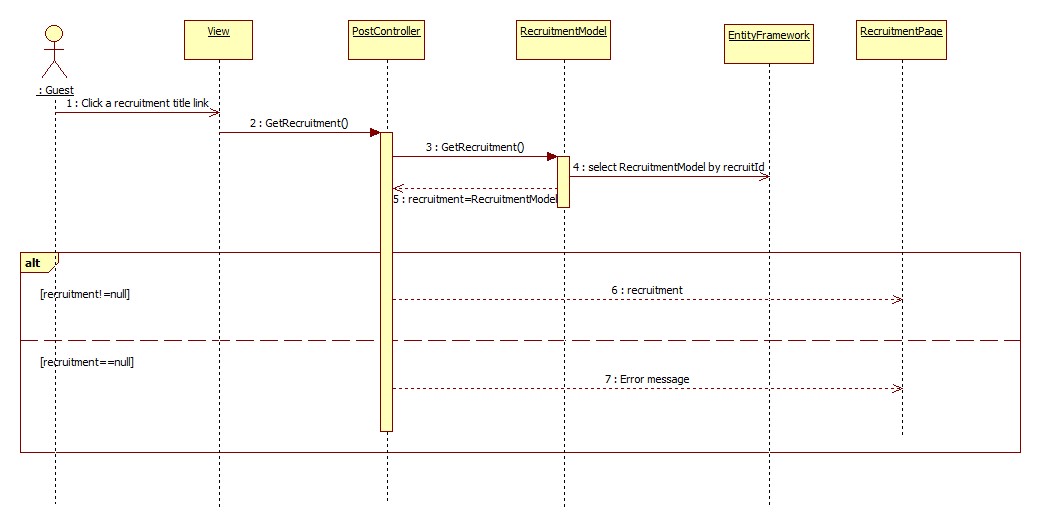 View
PostController
RecruitmentModel
EntityFramework
RecruitmentPage
: Guest
1 : Click a recruitment title link
2 : GetRecruitment()
3 : GetRecruitment()
4 : select RecruitmentModel by recruitId
5 : recruitment=RecruitmentModel
alt
[recruitment!=null]
6 : recruitment
[recruitment==null]
7 : Error message